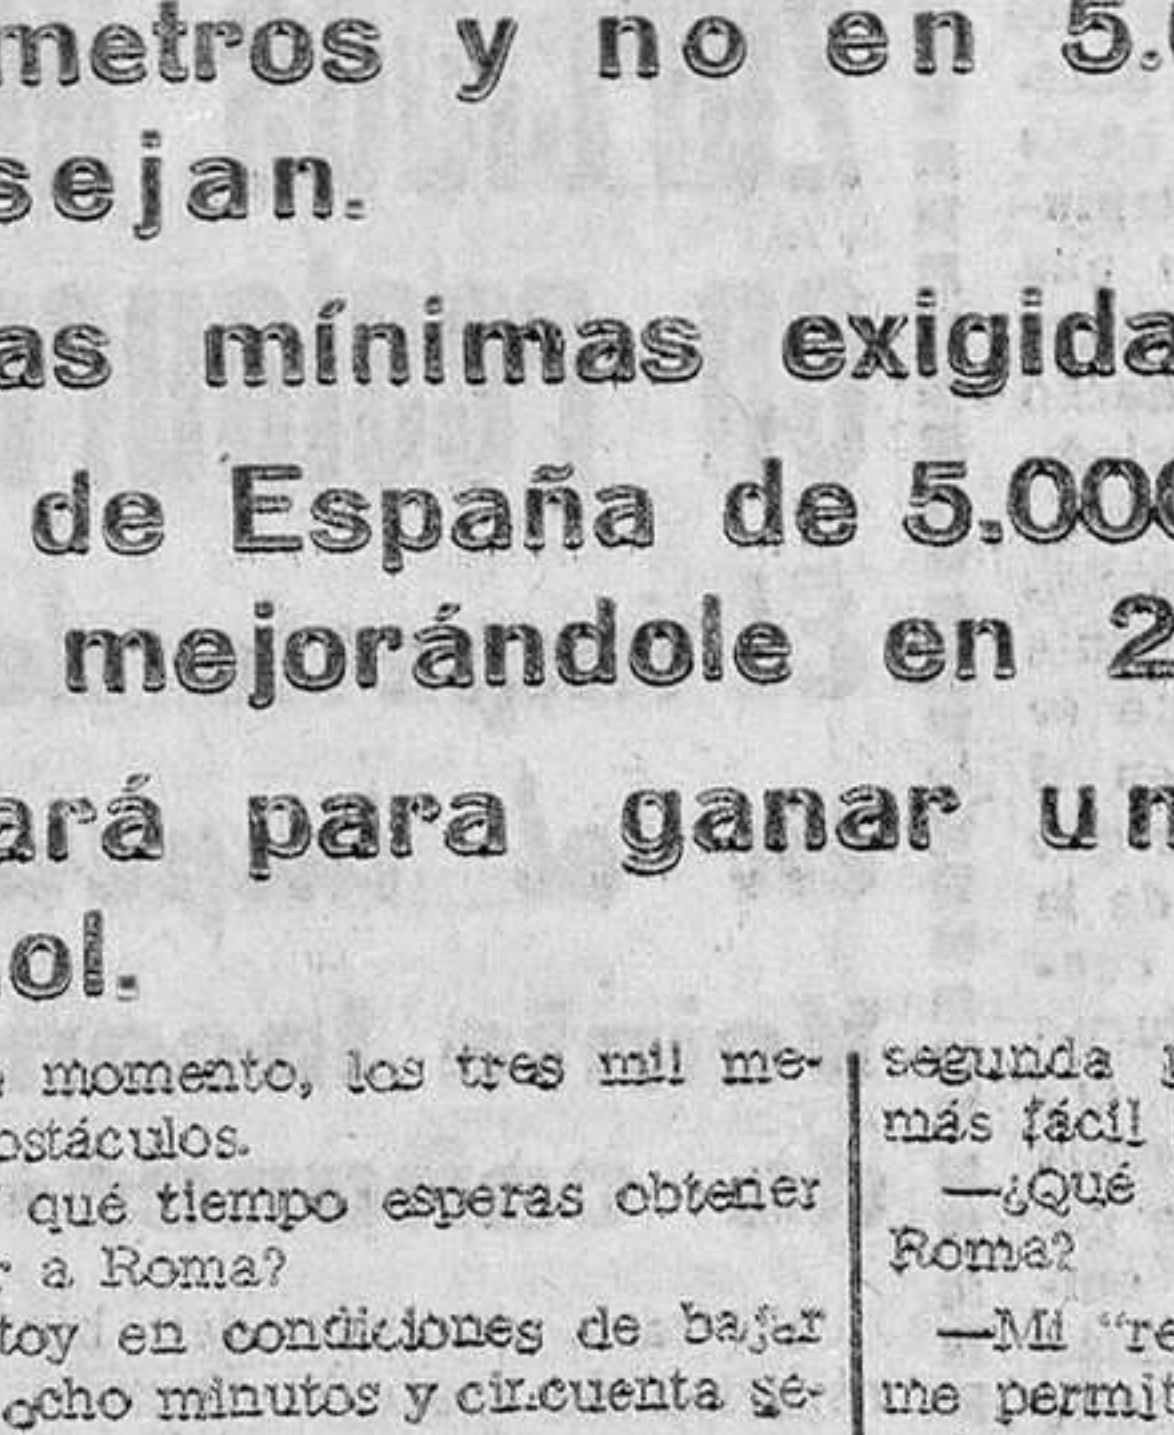 metros y no en 5.
sejan.
as mínimas exigida
de España de 5.000
mejorándole en 2
ará para ganar un
ol.
momento, los tres mil me-
ostáculos.
qué tiempo esperas obtener
r a Roma?
toy en condiciones de bajar
ocho minutos y cincuenta se-
segunda
más fácil
—¿Qué
Roma?
—Mi "re
me permit